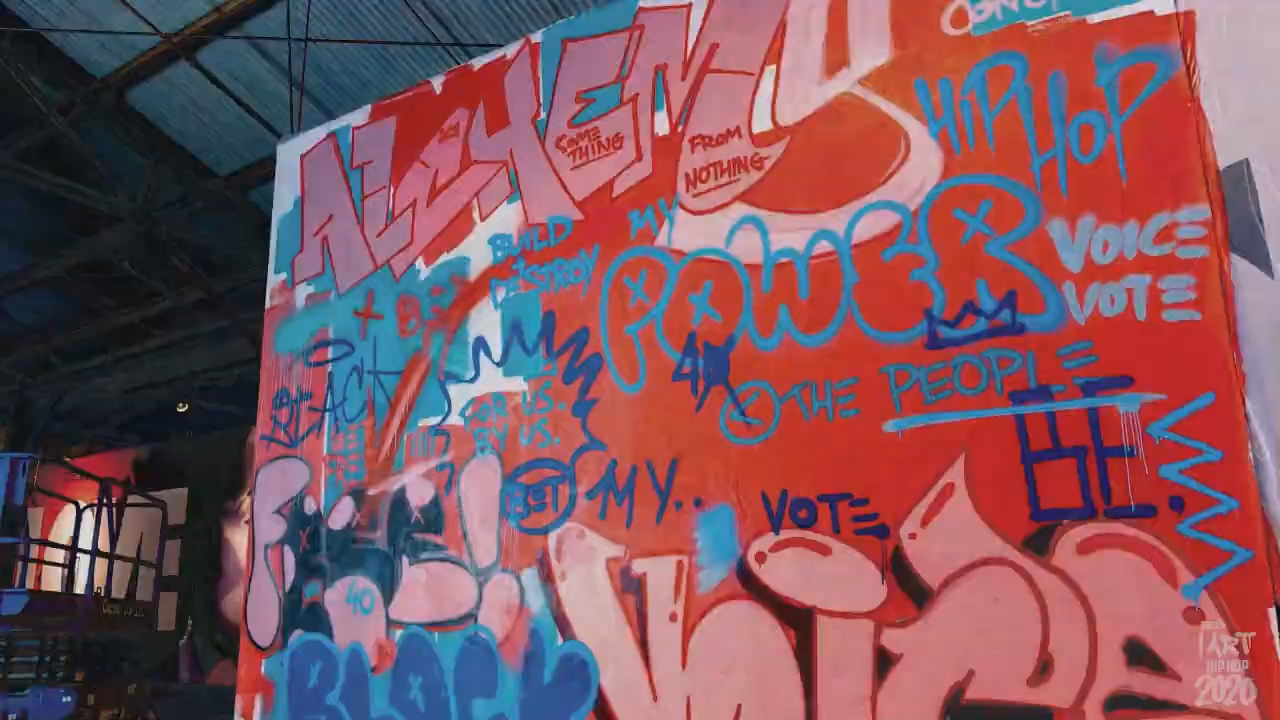 ALCHEMY
SOME
THING
FROM
NOTHING
HIP HOP
BUILD
DESTROY
MY
POWER
VOICE
VOTE
40
THE PEOPLE
FOR US.
BY US.
BET
MY..
BE.
VOTE
VOICE
40
BLACK
ART
HIP HOP
2020